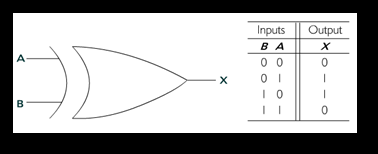 A
B
X
Inputs Output
B A X
0 0 0
0 1 1
1 0 1
1 1 0